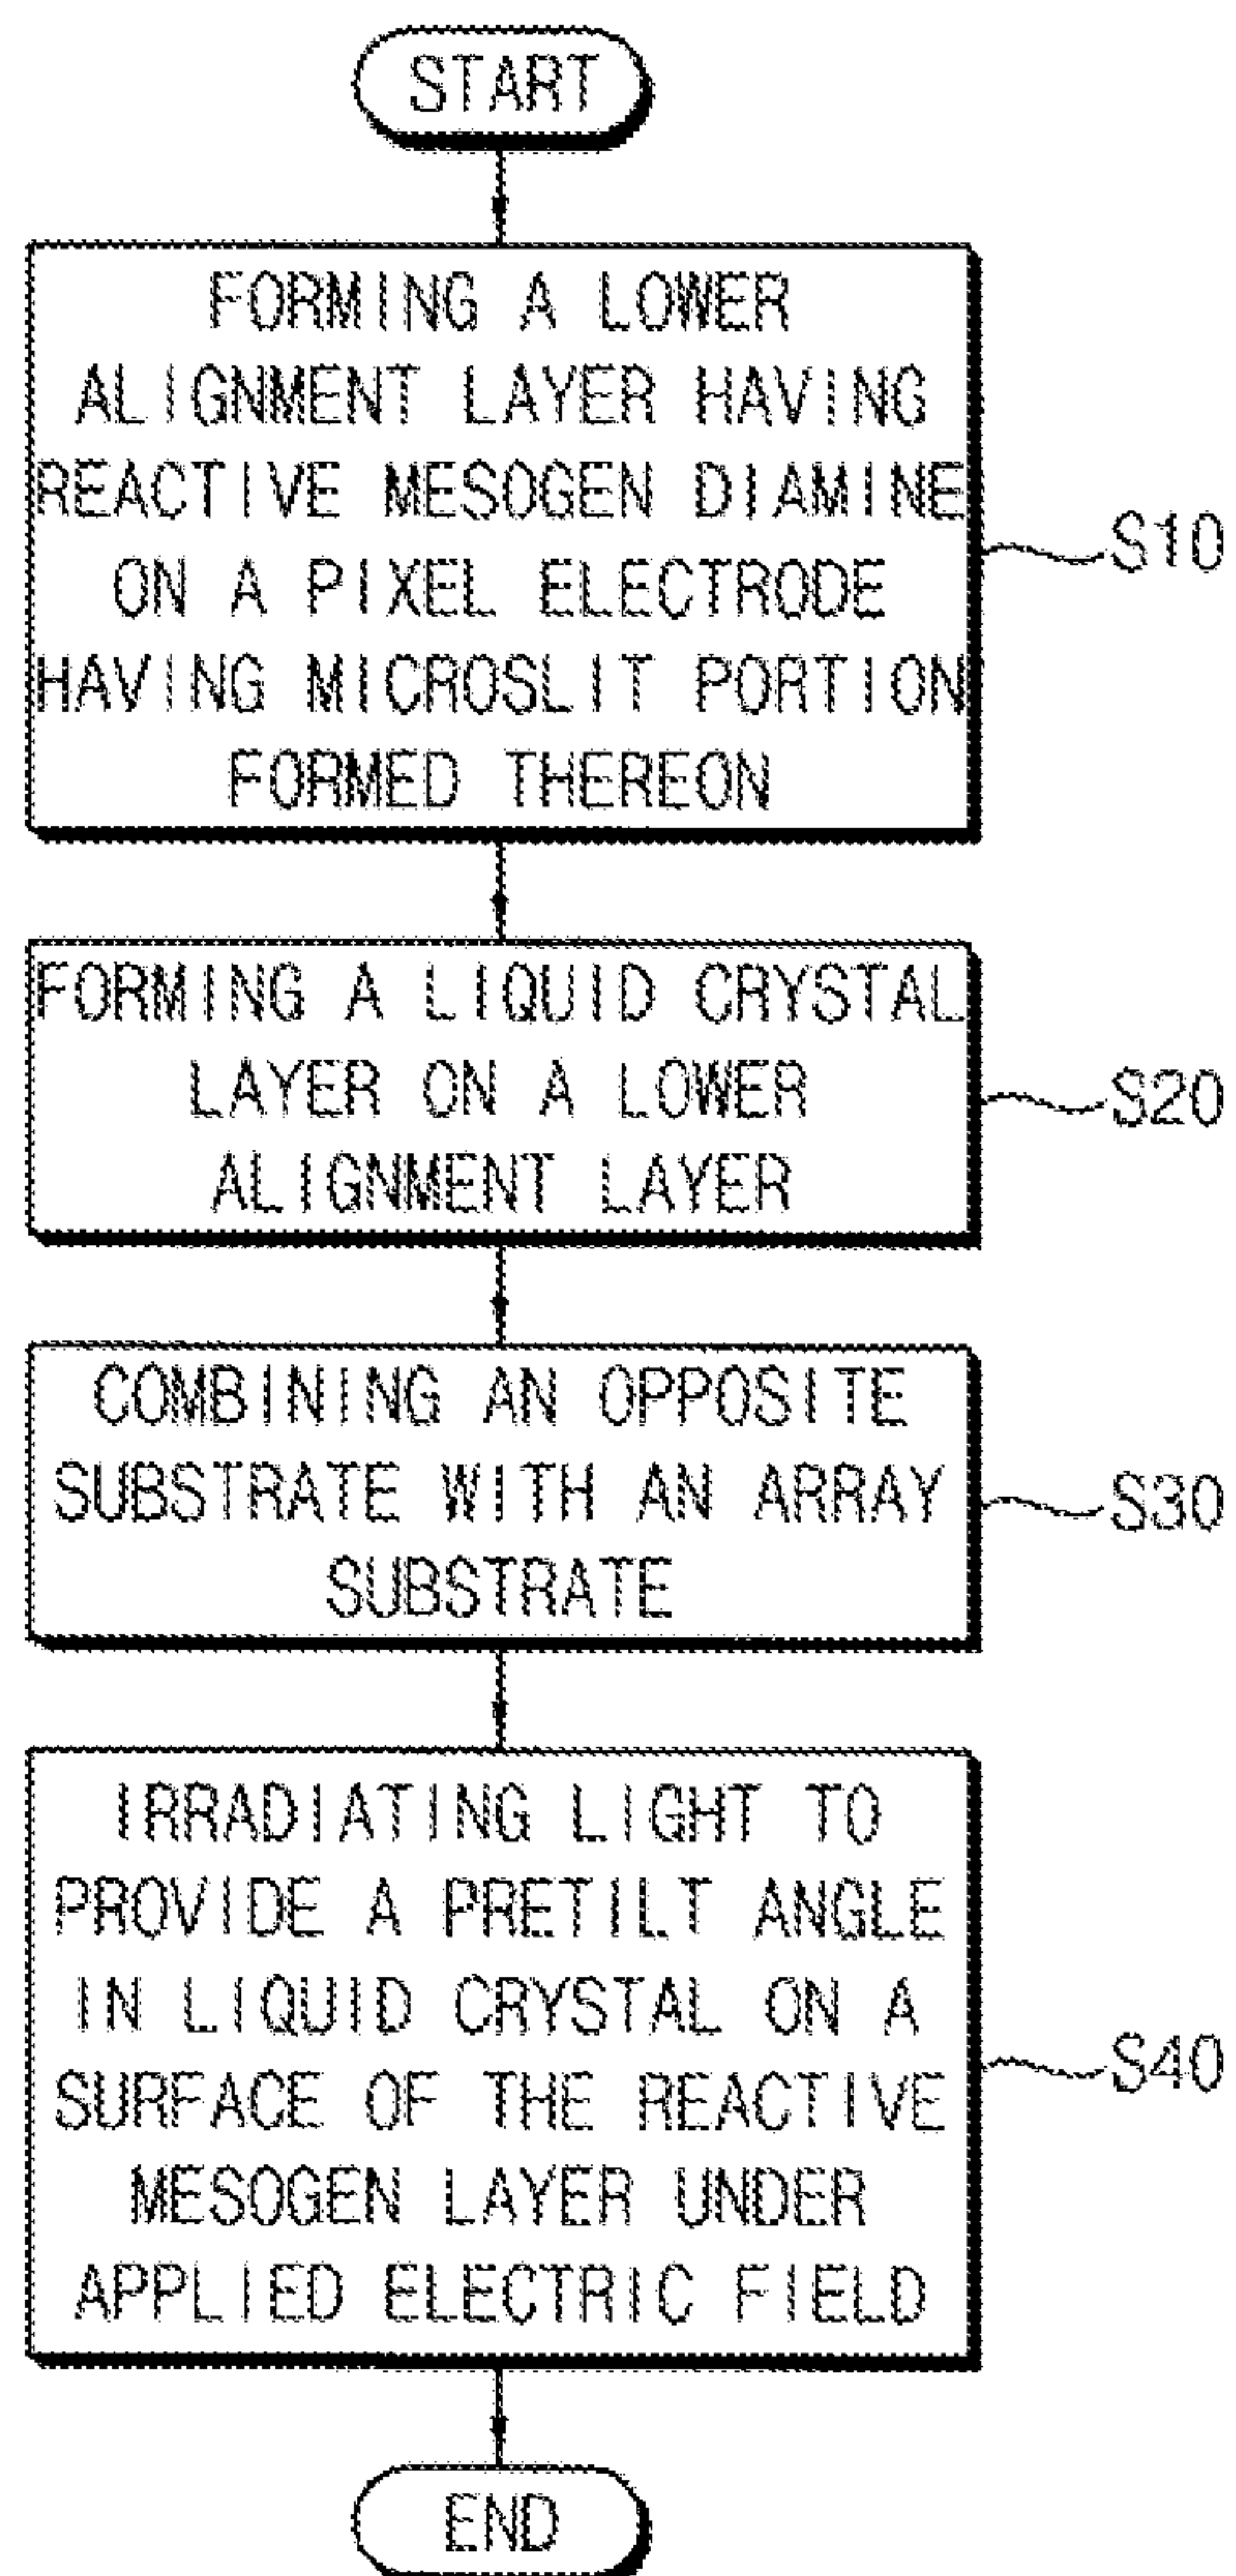 START
FORMING A LOWER
ALIGNMENT LAYER HAVING
REACTIVE MESOGEN DIAMINE
ON A PIXEL ELECTRODE
HAVING MICROSLIT PORTION
FORMED THEREON
S10
FORMING A LIQUID CRYSTAL
LAYER ON A LOWER
ALIGNMENT LAYER
S20
COMBINING AN OPPOSITE
SUBSTRATE WITH AN ARRAY
SUBSTRATE
S30
IRRADIATING LIGHT TO
PROVIDE A PRETILT ANGLE
IN LIQUID CRYSTAL ON A
SURFACE OF THE REACTIVE
MESOGEN LAYER UNDER
APPLIED ELECTRIC FIELD
S40
END